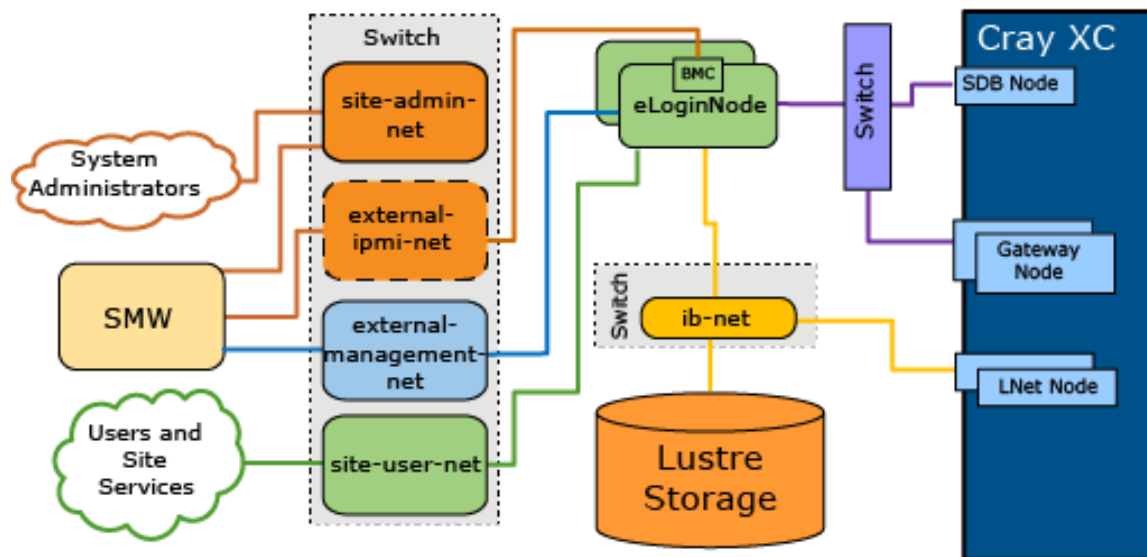 Switch
site-admin-
net
external-
ipmi-net
external-
management-
net
site-user-net
System
Administrators
SMW
Users and
Site
Services
BMC
eLoginNode
Switch
Switch
ib-net
Lustre
Storage
Cray XC
SDB Node
Gateway
Node
LNet Node